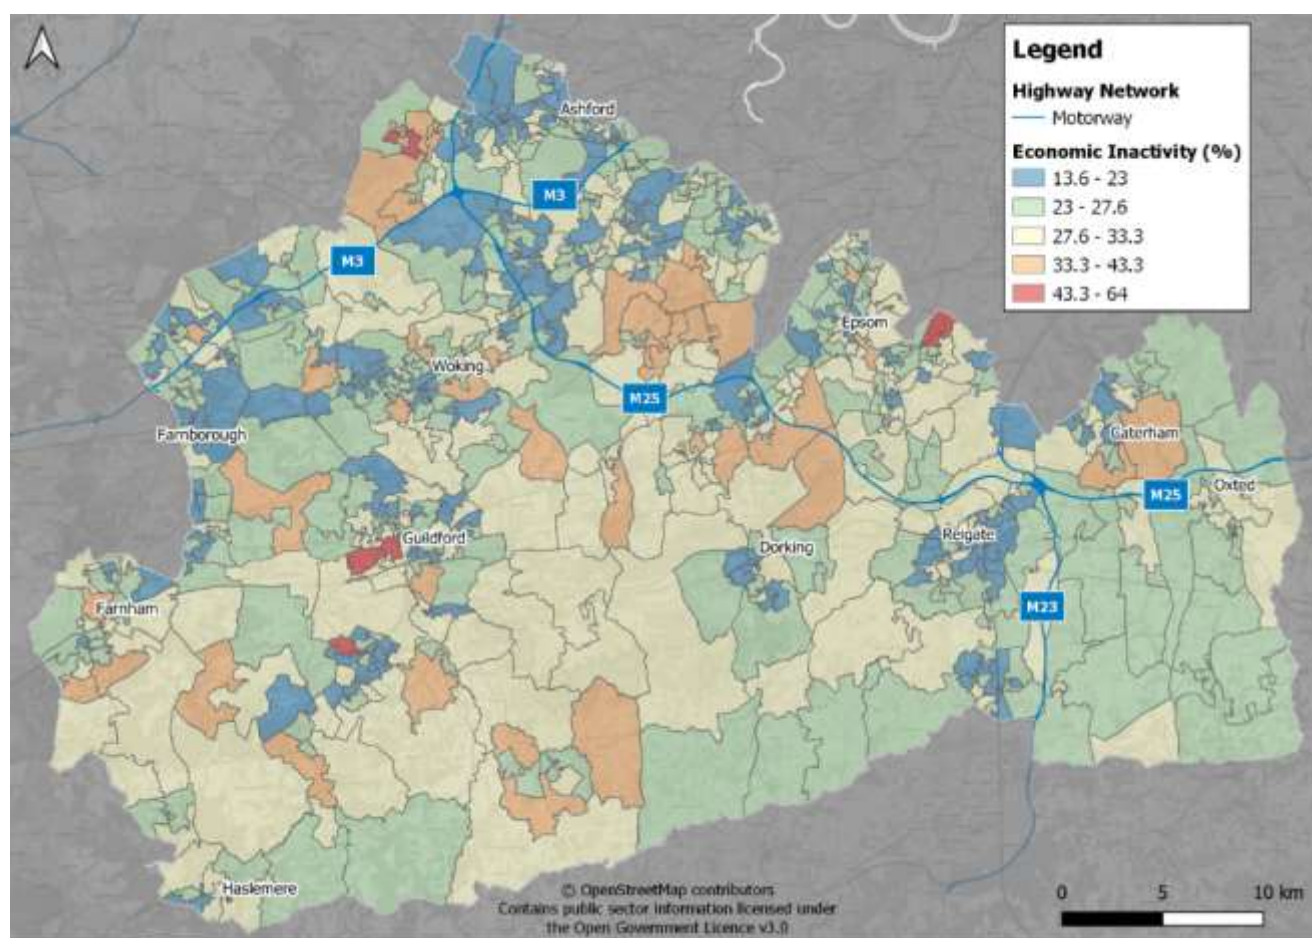 Legend
Highway Network
Motorway
Economic Inactivity (%)
13.6 - 23
23 - 27.6
27.6 - 33.3
33.3 - 43.3
43.3 - 64
Ashford
M3
M3
Epsom
Woking
M25
Farnborough
Caterham
Oxted
M25
Guildford
Dorking
Reigate
Farnham
M23
Haslemere
© OpenStreetMap contributors
Contains public sector information licensed under
the Open Government Licence v3.0
0 5 10 km